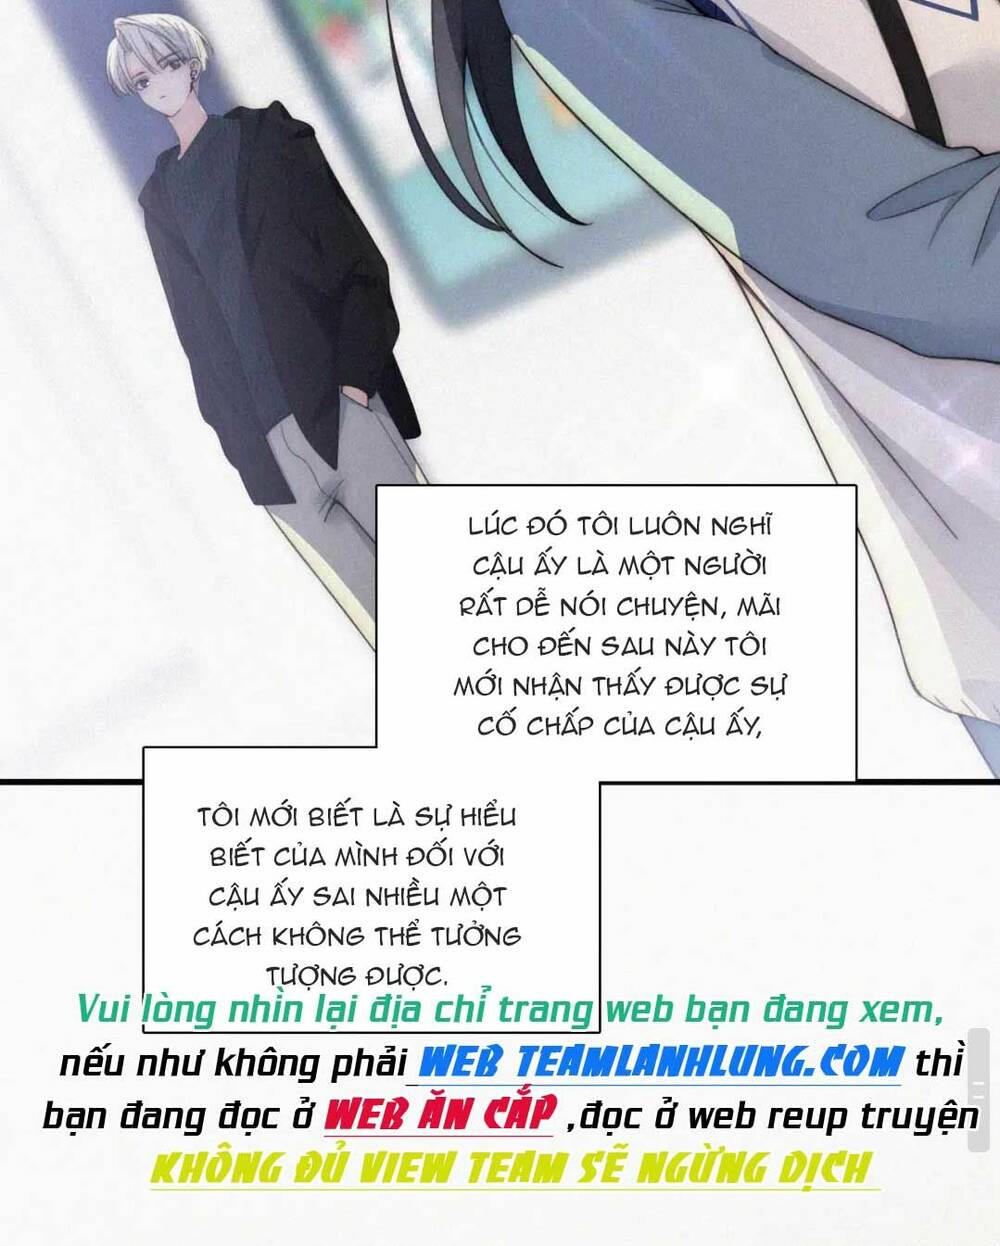 LÚC ĐÓ TÔI LUÔN NGHĨ
CẬU ẤY LÀ MỘT NGƯỜI
RẤT DỄ NÓI CHUYỆN, MÃI
CHO ĐẾN SAU NÀY TÔI
MỚI NHẬN THẤY ĐƯỢC SỰ
CỐ CHẤP CỦA CẬU ẤY,
TÔI MỚI BIẾT LÀ SỰ HIỂU
BIẾT CỦA MÌNH ĐỐI VỚI
CẬU ẤY SAI NHIỀU MỘT
CÁCH KHÔNG THỂ TƯỞNG
TƯỢNG ĐƯỢC.
Vui lòng nhìn lại địa chỉ trang web bạn đang xem,
nếu như không phải WEB TEAMLANHLUNG.COM thì
bạn đang đọc ở WEB ĂN CẮP ,đọc ở web reup truyện
KHÔNG ĐỦ VIEW TEAM SẼ NGỪNG DỊCH